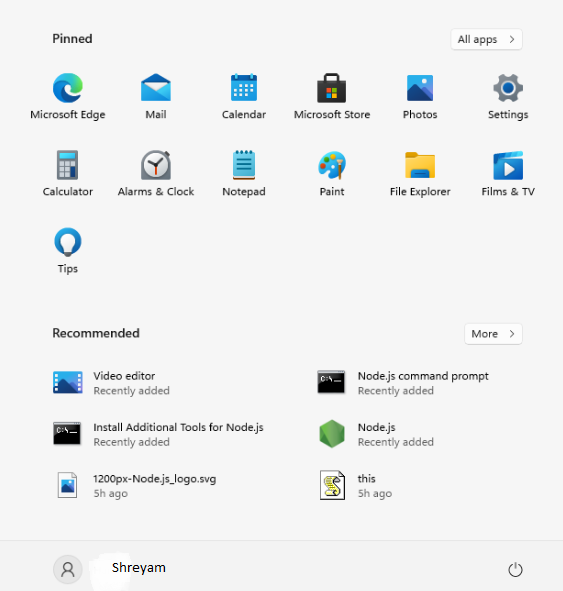 Pinned
All apps
Microsoft Edge
Mail
Calendar
Microsoft Store
Photos
Settings
Calculator
Alarms & Clock
Notepad
Paint
File Explorer
Films & TV
Tips
Recommended
More
Video editor
Recently added
Node.js command prompt
Recently added
Install Additional Tools for Node.js
Recently added
Node.js
Recently added
1200px-Node.js_logo.svg
5h ago
this
5h ago
Shreyam